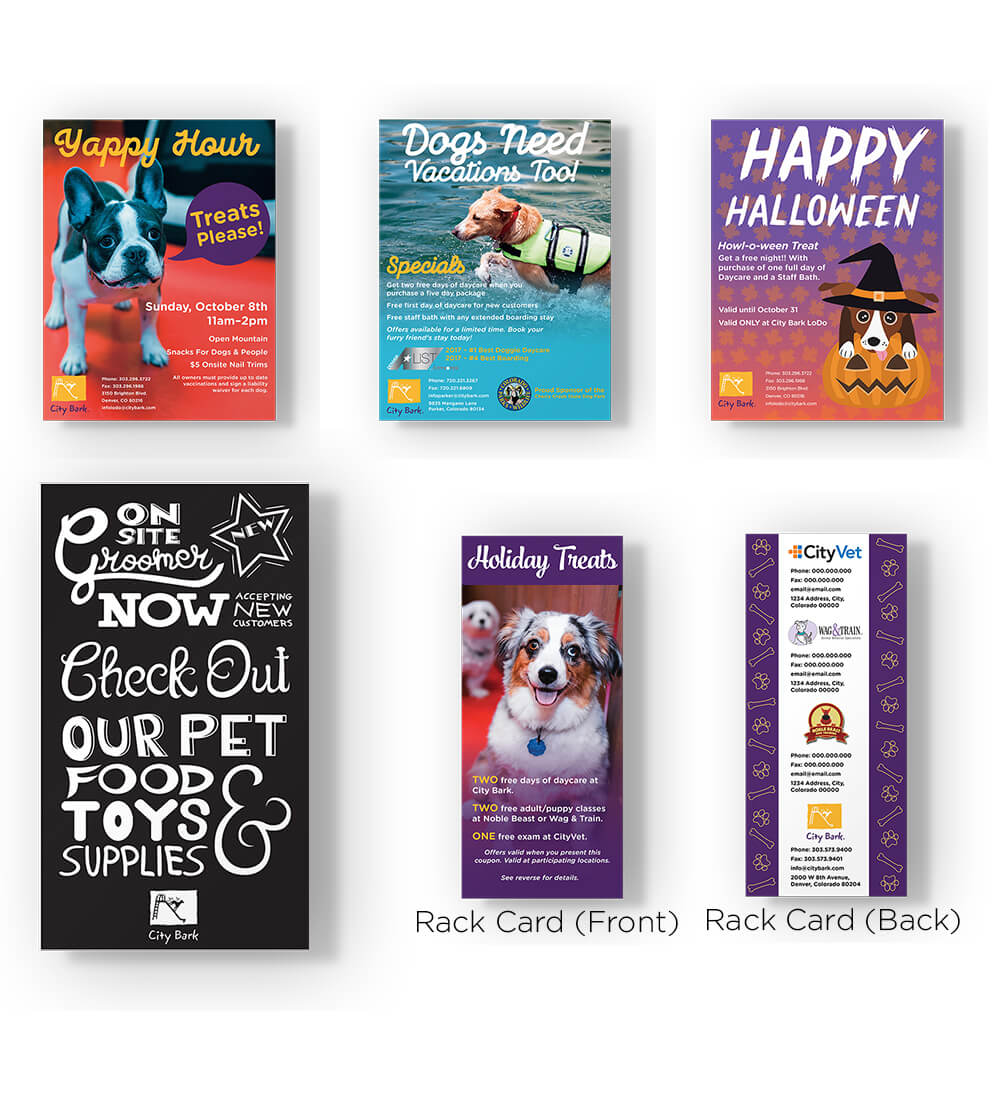 Yappy Hour
Treats
Please!
Sunday, October 8th
11am–2pm
Open Mountain
Snacks For Dogs & People
$5 Onsite Nail Trims
All owners must provide up to date
vaccinations and sign a liability
waiver for each dog.
Phone: 303.296.3722
Fax: 303.296.1988
3150 Brighton Blvd.
Denver, CO 80216
infolodo@citybark.com
City Bark.
Dogs Need
Vacations Too!
Specials
Get two free days of daycare when you
purchase a five day package
Free first day of daycare for new customers
Free staff bath with any extended boarding stay
Offers available for a limited time. Book your
furry friend's stay today!
A LIST
2017 - #1 Best Doggie Daycare
2017 - #4 Best Boarding
City Bark.
Phone: 720.221.3267
Fax: 720.221.8809
infoparker@citybark.com
9835 Mangano Lane
Parker, Colorado 80134
Proud Sponsor of the
Cherry Creek State Dog Park
HAPPY
HALLOWEEN
Howl-o-ween Treat
Get a free night!! With
purchase of one full day of
Daycare and a Staff Bath.
Valid until October 31
Valid ONLY at City Bark LoDo
Phone: 303.296.3722
Fax: 303.296.1988
3150 Brighton Blvd.
Denver, CO 80216
infolodo@citybark.com
City Bark.
ON
SITE
Groomer
NEW
NOW
ACCEPTING
NEW
CUSTOMERS
Check Out
OUR PET
FOOD
TOYS
&
SUPPLIES
City Bark
Holiday Treats
TWO free days of daycare at
City Bark.
TWO free adult/puppy classes
at Noble Beast or Wag & Train.
ONE free exam at CityVet.
Offers valid when you present this
coupon. Valid at participating locations.
See reverse for details.
Rack Card (Front)
CityVet
Phone: 000.000.000
Fax: 000.000.000
email@email.com
1234 Address, City,
Colorado 00000
WAG&TRAIN.
Phone: 000.000.000
Fax: 000.000.000
email@email.com
1234 Address, City,
Colorado 00000
NOBLE BEAST
Phone: 000.000.000
Fax: 000.000.000
email@email.com
1234 Address, City,
Colorado 00000
City Bark.
Phone: 303.573.9400
Fax: 303.573.9401
info@citybark.com
2000 W 8th Avenue,
Denver, Colorado 80204
Rack Card (Back)